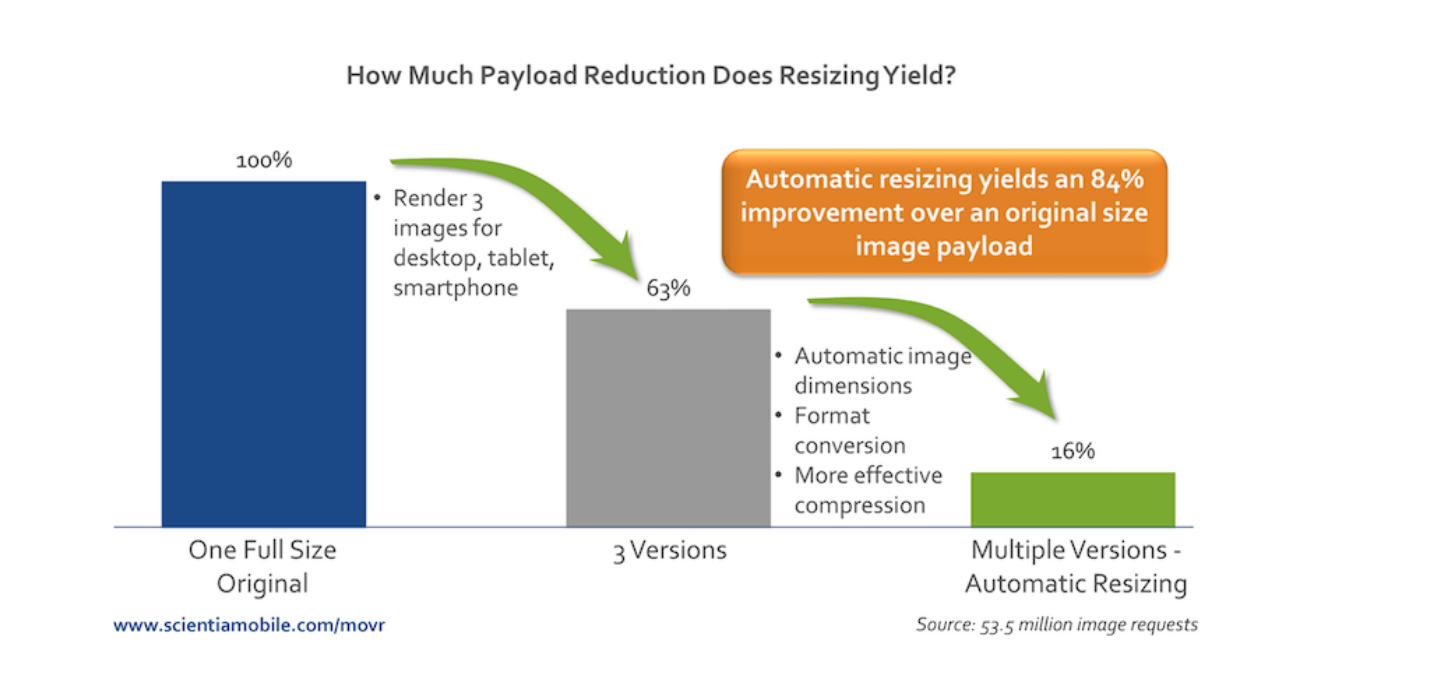 How Much Payload Reduction Does Resizing Yield?
100%
• Render 3
images for
desktop, tablet,
smartphone
Automatic resizing yields an 84%
improvement over an original size
image payload
63%
• Automatic image
dimensions
• Format
conversion
• More effective
compression
16%
One Full Size
Original
3 Versions
Multiple Versions -
Automatic Resizing
www.scientiamobile.com/movr
Source: 53.5 million image requests